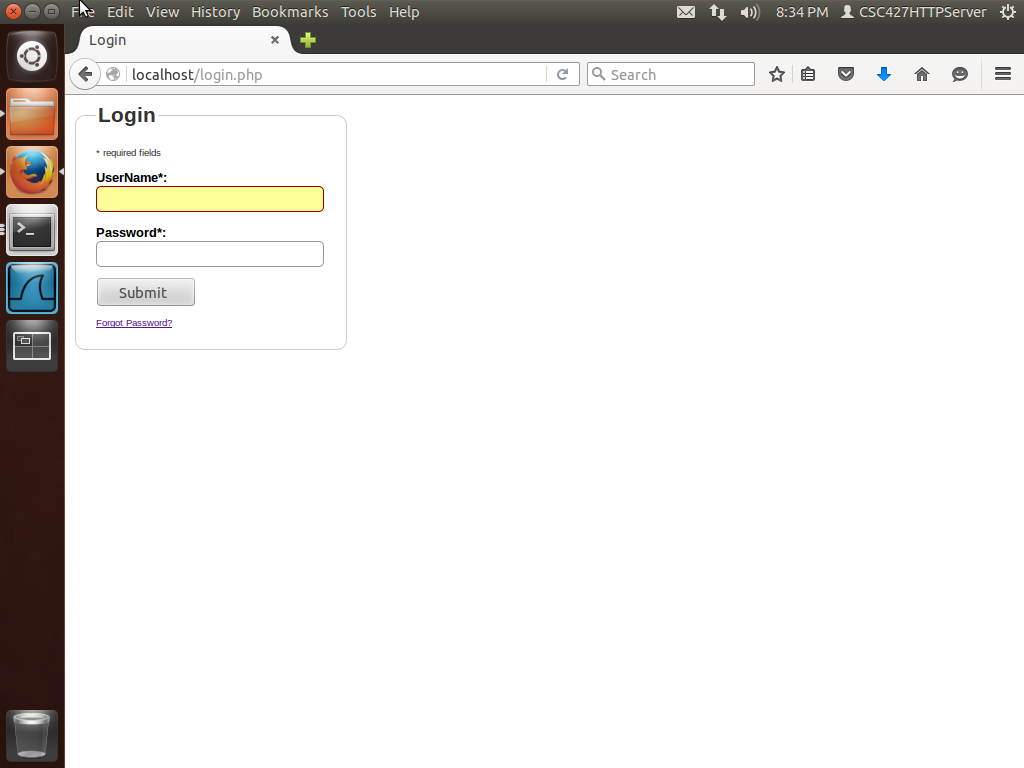 File Edit View History Bookmarks Tools Help 8:34 PM CSC427HTTPServer
Login
localhost/login.php Search
Login
* required fields
UserName*:
Password*:
Submit
Forgot Password?